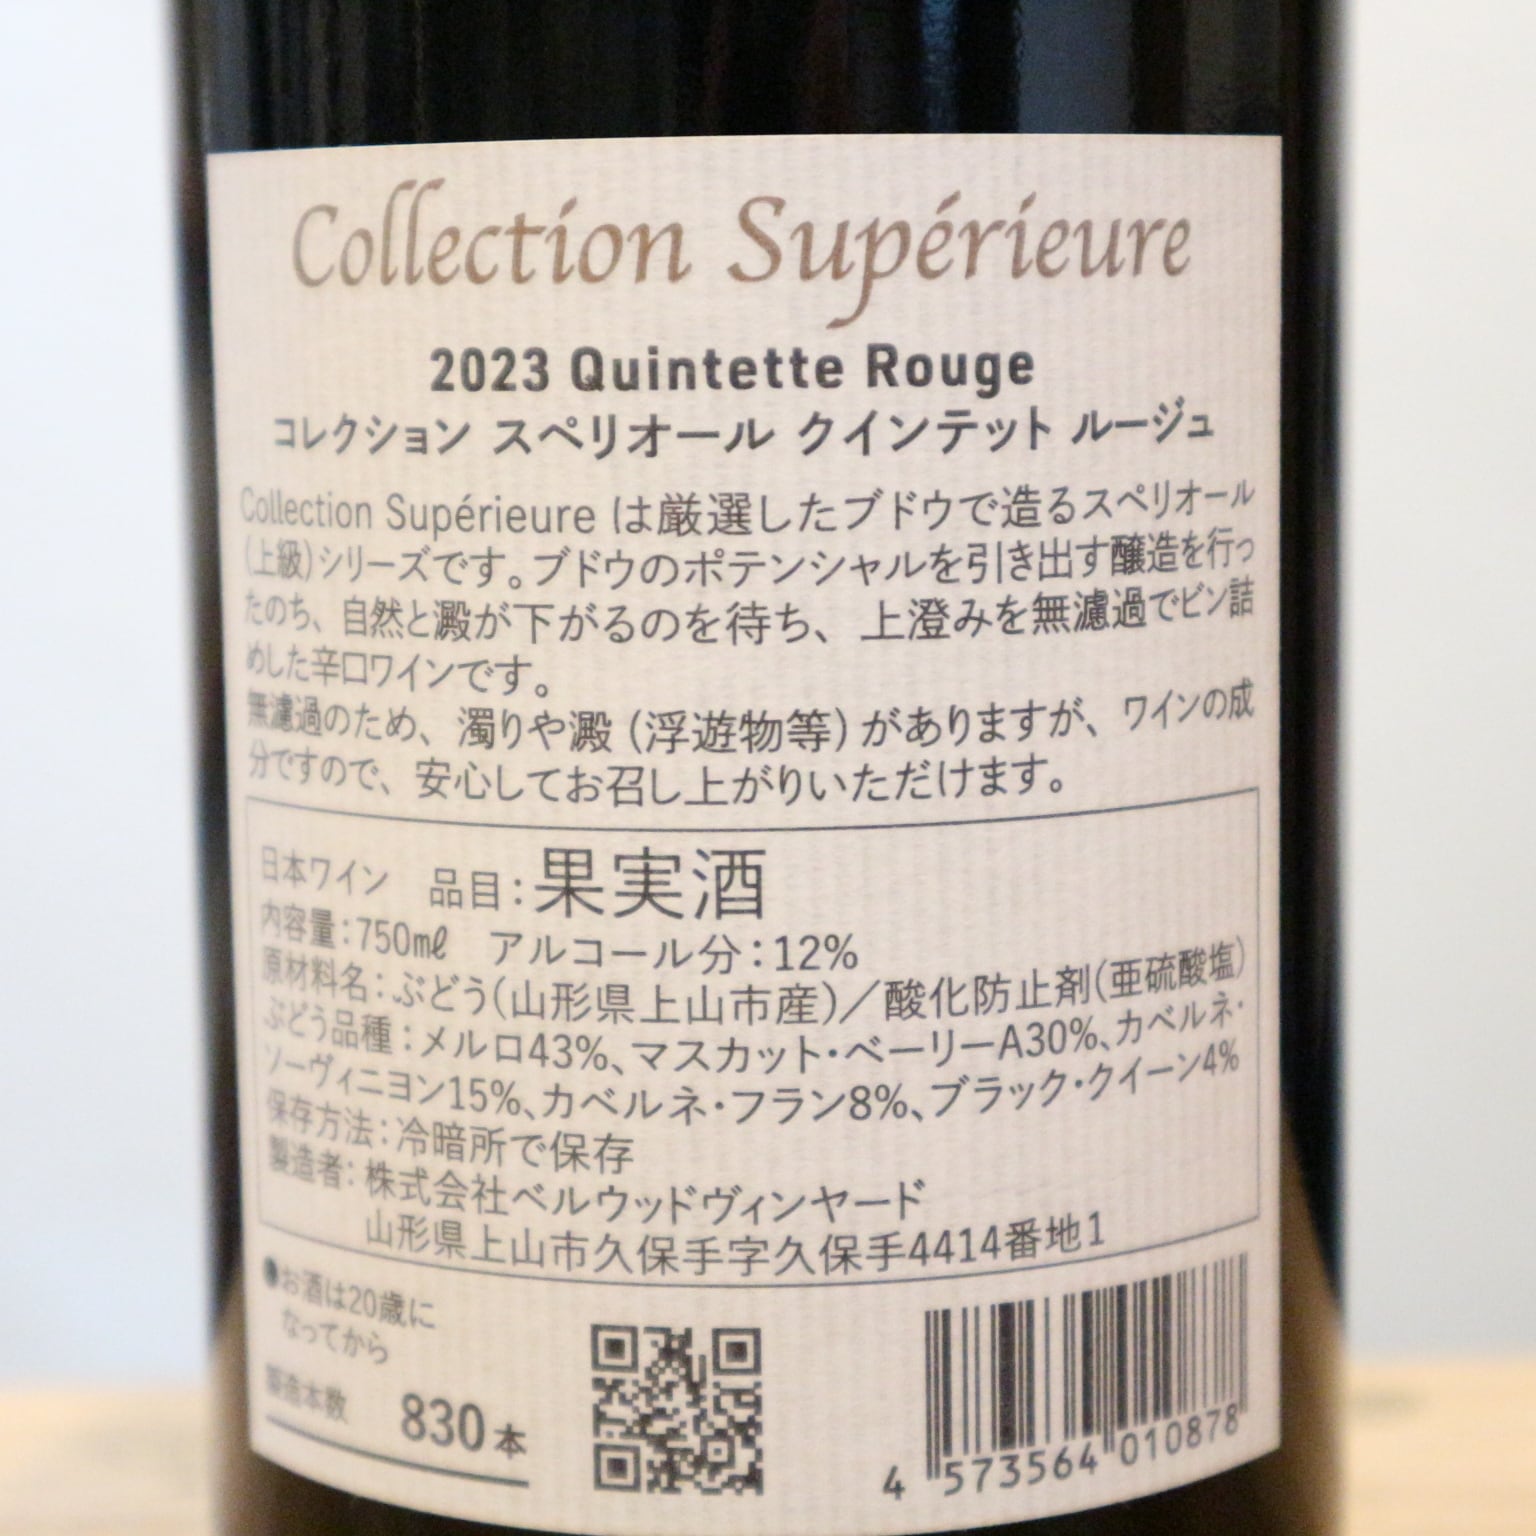 Collection Supérieure
2023 Quintette Rouge
コレクション スペリオール クインテット ルージュ
Collection Supérieure は厳選したブドウで造るスペリオール
(上級)シリーズです。ブドウのポテンシャルを引き出す醸造を行っ
たのち、自然と澱が下がるのを待ち、上澄みを無濾過でビン詰
めした辛口ワインです。
無濾過のため、濁りや澱(浮遊物等)がありますが、ワインの成
分ですので、安心してお召し上がりいただけます。
日本ワイン 品目:果実酒
内容量:750㎖ アルコール分:12%
原材料名:ぶどう(山形県上山市産)/酸化防止剤(亜硫酸塩)
ぶどう品種:メルロ43%、マスカット・ベーリーA30%、カベルネ・
ソーヴィニヨン15%、カベルネ・フラン8%、ブラック・クイーン4%
保存方法:冷暗所で保存
製造者:株式会社ベルウッドヴィンヤード
山形県上山市久保手字久保手4414番地1
●お酒は20歳に
なってから
製造本数 830本
4 573564 010878